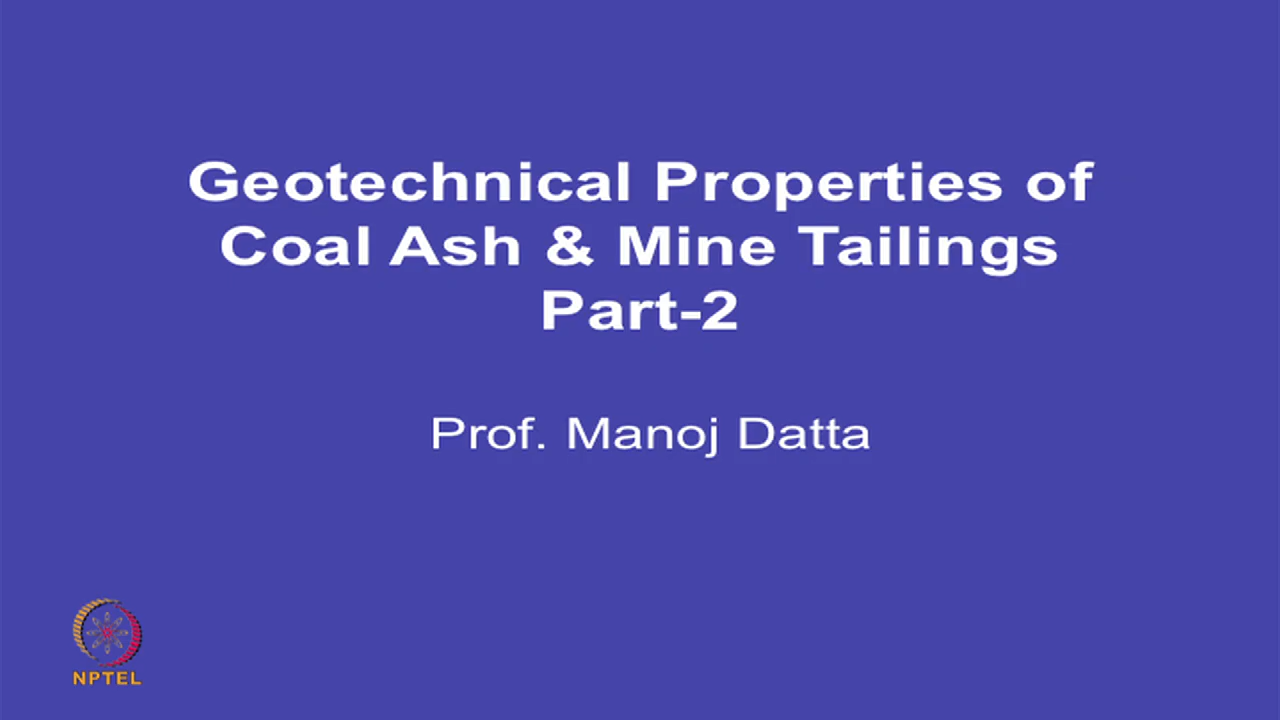 Geotechnical Properties of
Coal Ash & Mine Tailings
Part-2
Prof. Manoj Datta
NPTEL